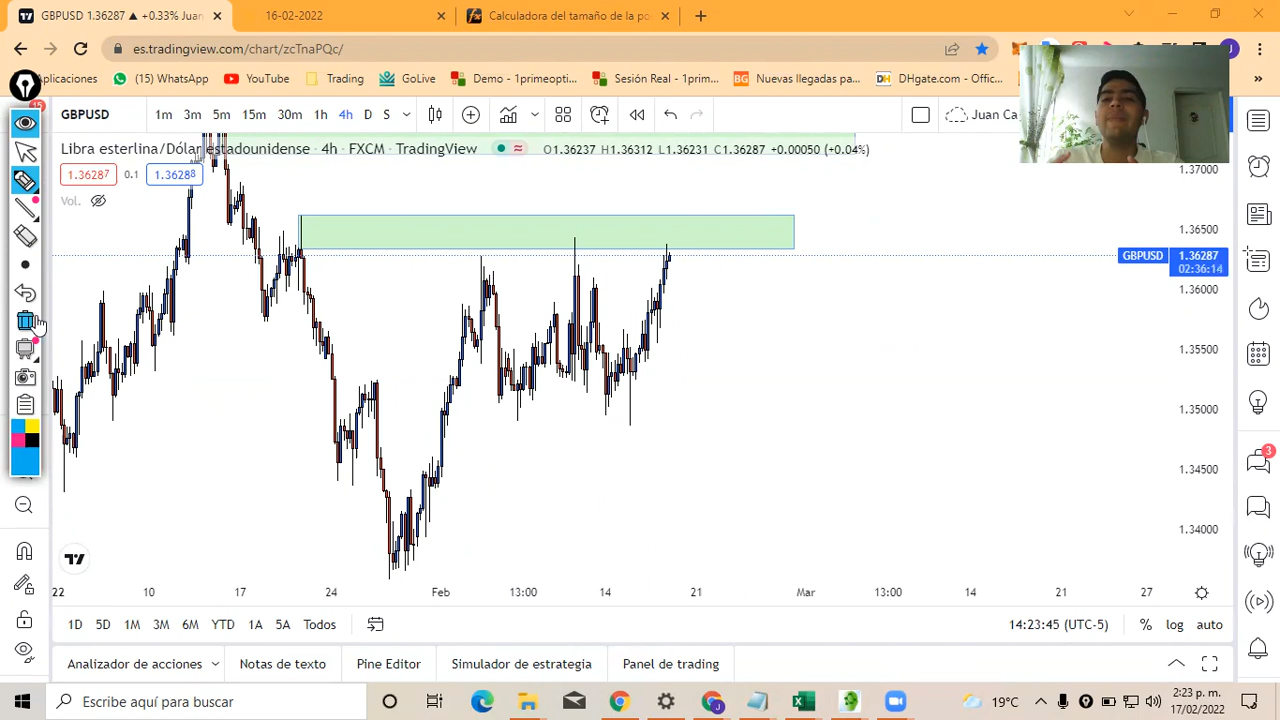 GBPUSD 1.36287 ▲ +0.33% Juan
16-02-2022
Calculadora del tamaño de la po
es.tradingview.com/chart/zcTnaPQc/
Aplicaciones
(15) WhatsApp
YouTube
Trading
GoLive
Demo - 1primeopti...
Sesión Real - 1prim...
Nuevas llegadas par...
DHgate.com - Offic...
»
15
GBPUSD
1m 3m 5m 15m 30m 1h 4h D S
Juan Ca
Libra esterlina/Dólar estadounidense · 4h · FXCM · TradingView
O1.36237 H1.36312 L1.36231 C1.36287 +0.00050 (+0.04%)
1.36287 0.1 1.36288
Vol.
1.37000
1.36500
GBPUSD 1.36287
02:36:14
1.36000
1.35500
1.35000
1.34500
1.34000
3
22 10 17 24 Feb 13:00 14 21 Mar 13:00 14 21 27
1D 5D 1M 3M 6M YTD 1A 5A Todos
14:23:45 (UTC-5) % log auto
Analizador de acciones Notas de texto Pine Editor Simulador de estrategia Panel de trading
Escribe aquí para buscar
19°C
2:23 p. m.
17/02/2022